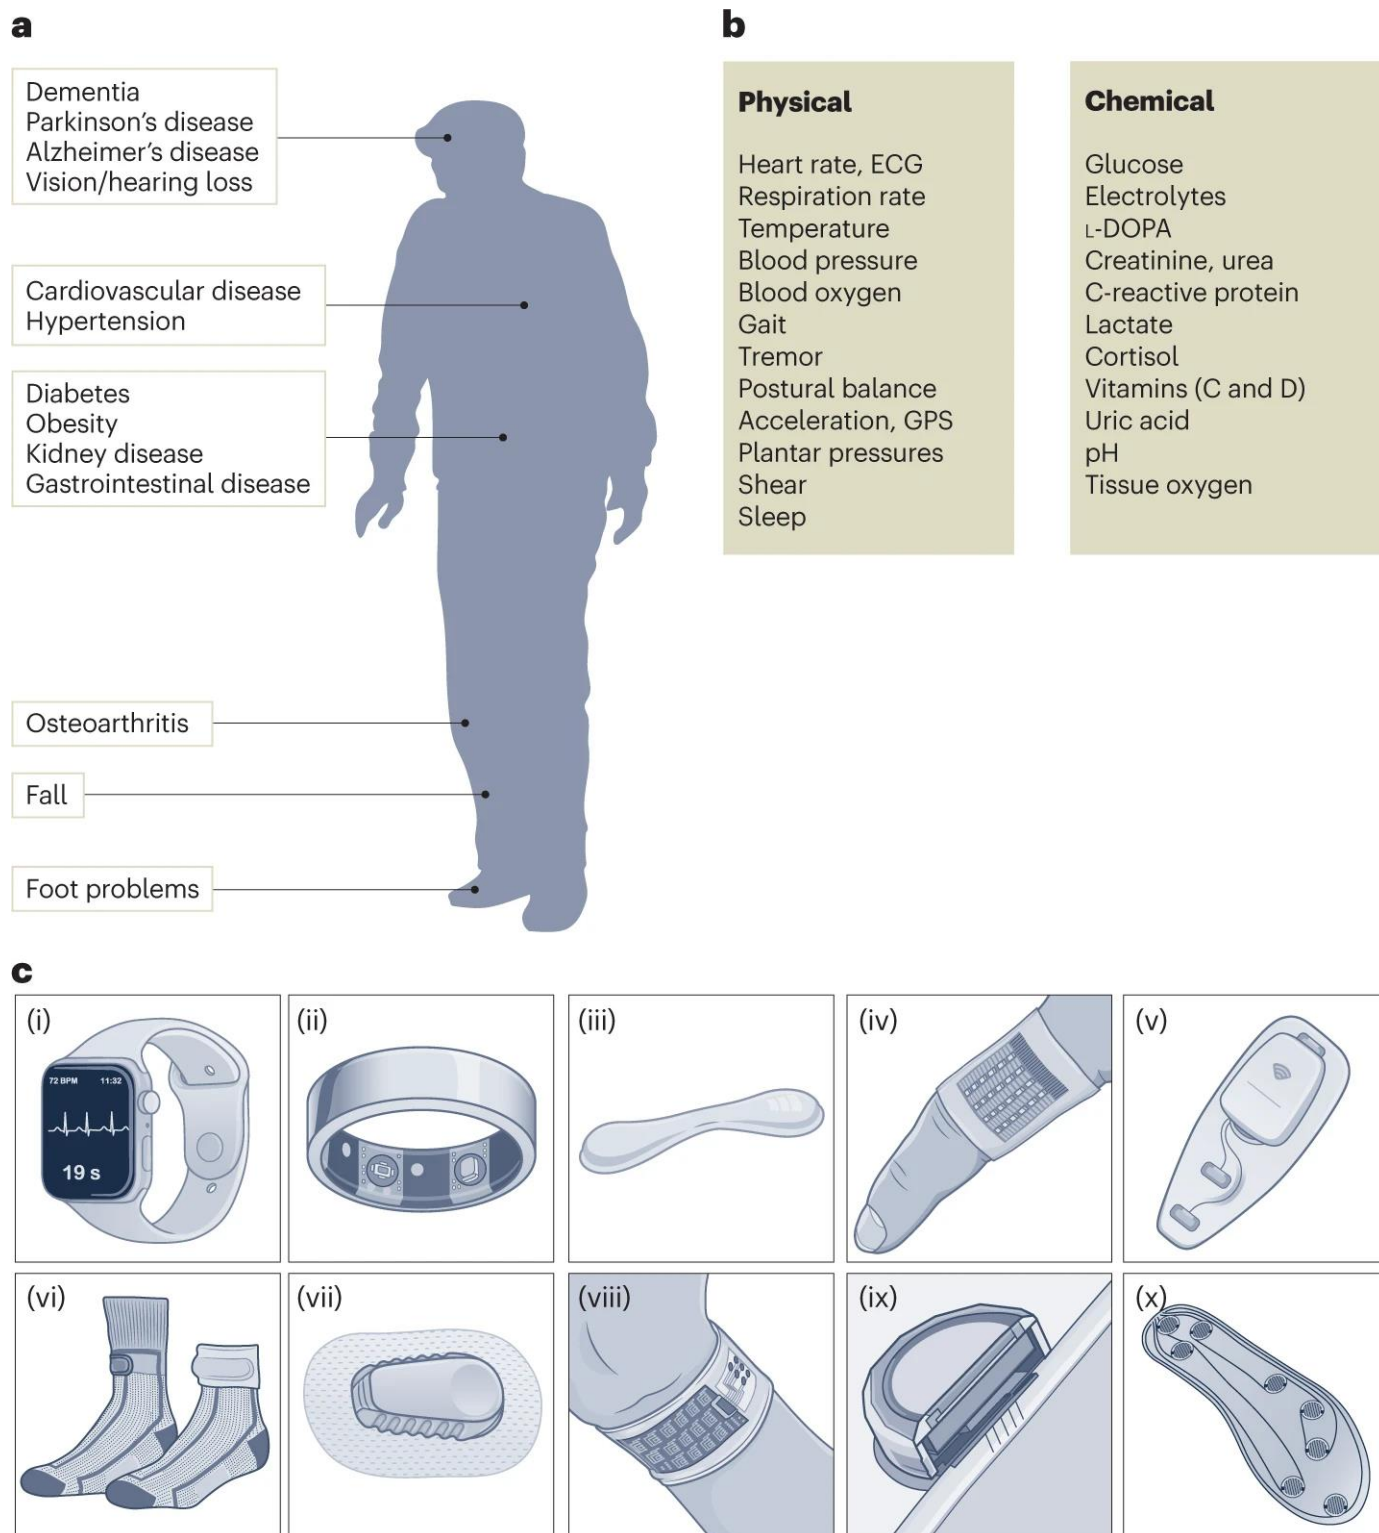 a
Dementia
Parkinson's disease
Alzheimer's disease
Vision/hearing loss
Cardiovascular disease
Hypertension
Diabetes
Obesity
Kidney disease
Gastrointestinal disease
Osteoarthritis
Fall
Foot problems
b
Physical
Heart rate, ECG
Respiration rate
Temperature
Blood pressure
Blood oxygen
Gait
Tremor
Postural balance
Acceleration, GPS
Plantar pressures
Shear
Sleep
Chemical
Glucose
Electrolytes
L-DOPA
Creatinine, urea
C-reactive protein
Lactate
Cortisol
Vitamins (C and D)
Uric acid
pH
Tissue oxygen
c
(i)
72 BPM 11:32
19 s
(ii)
(iii)
(iv)
(v)
(vi)
(vii)
(viii)
(ix)
(x)